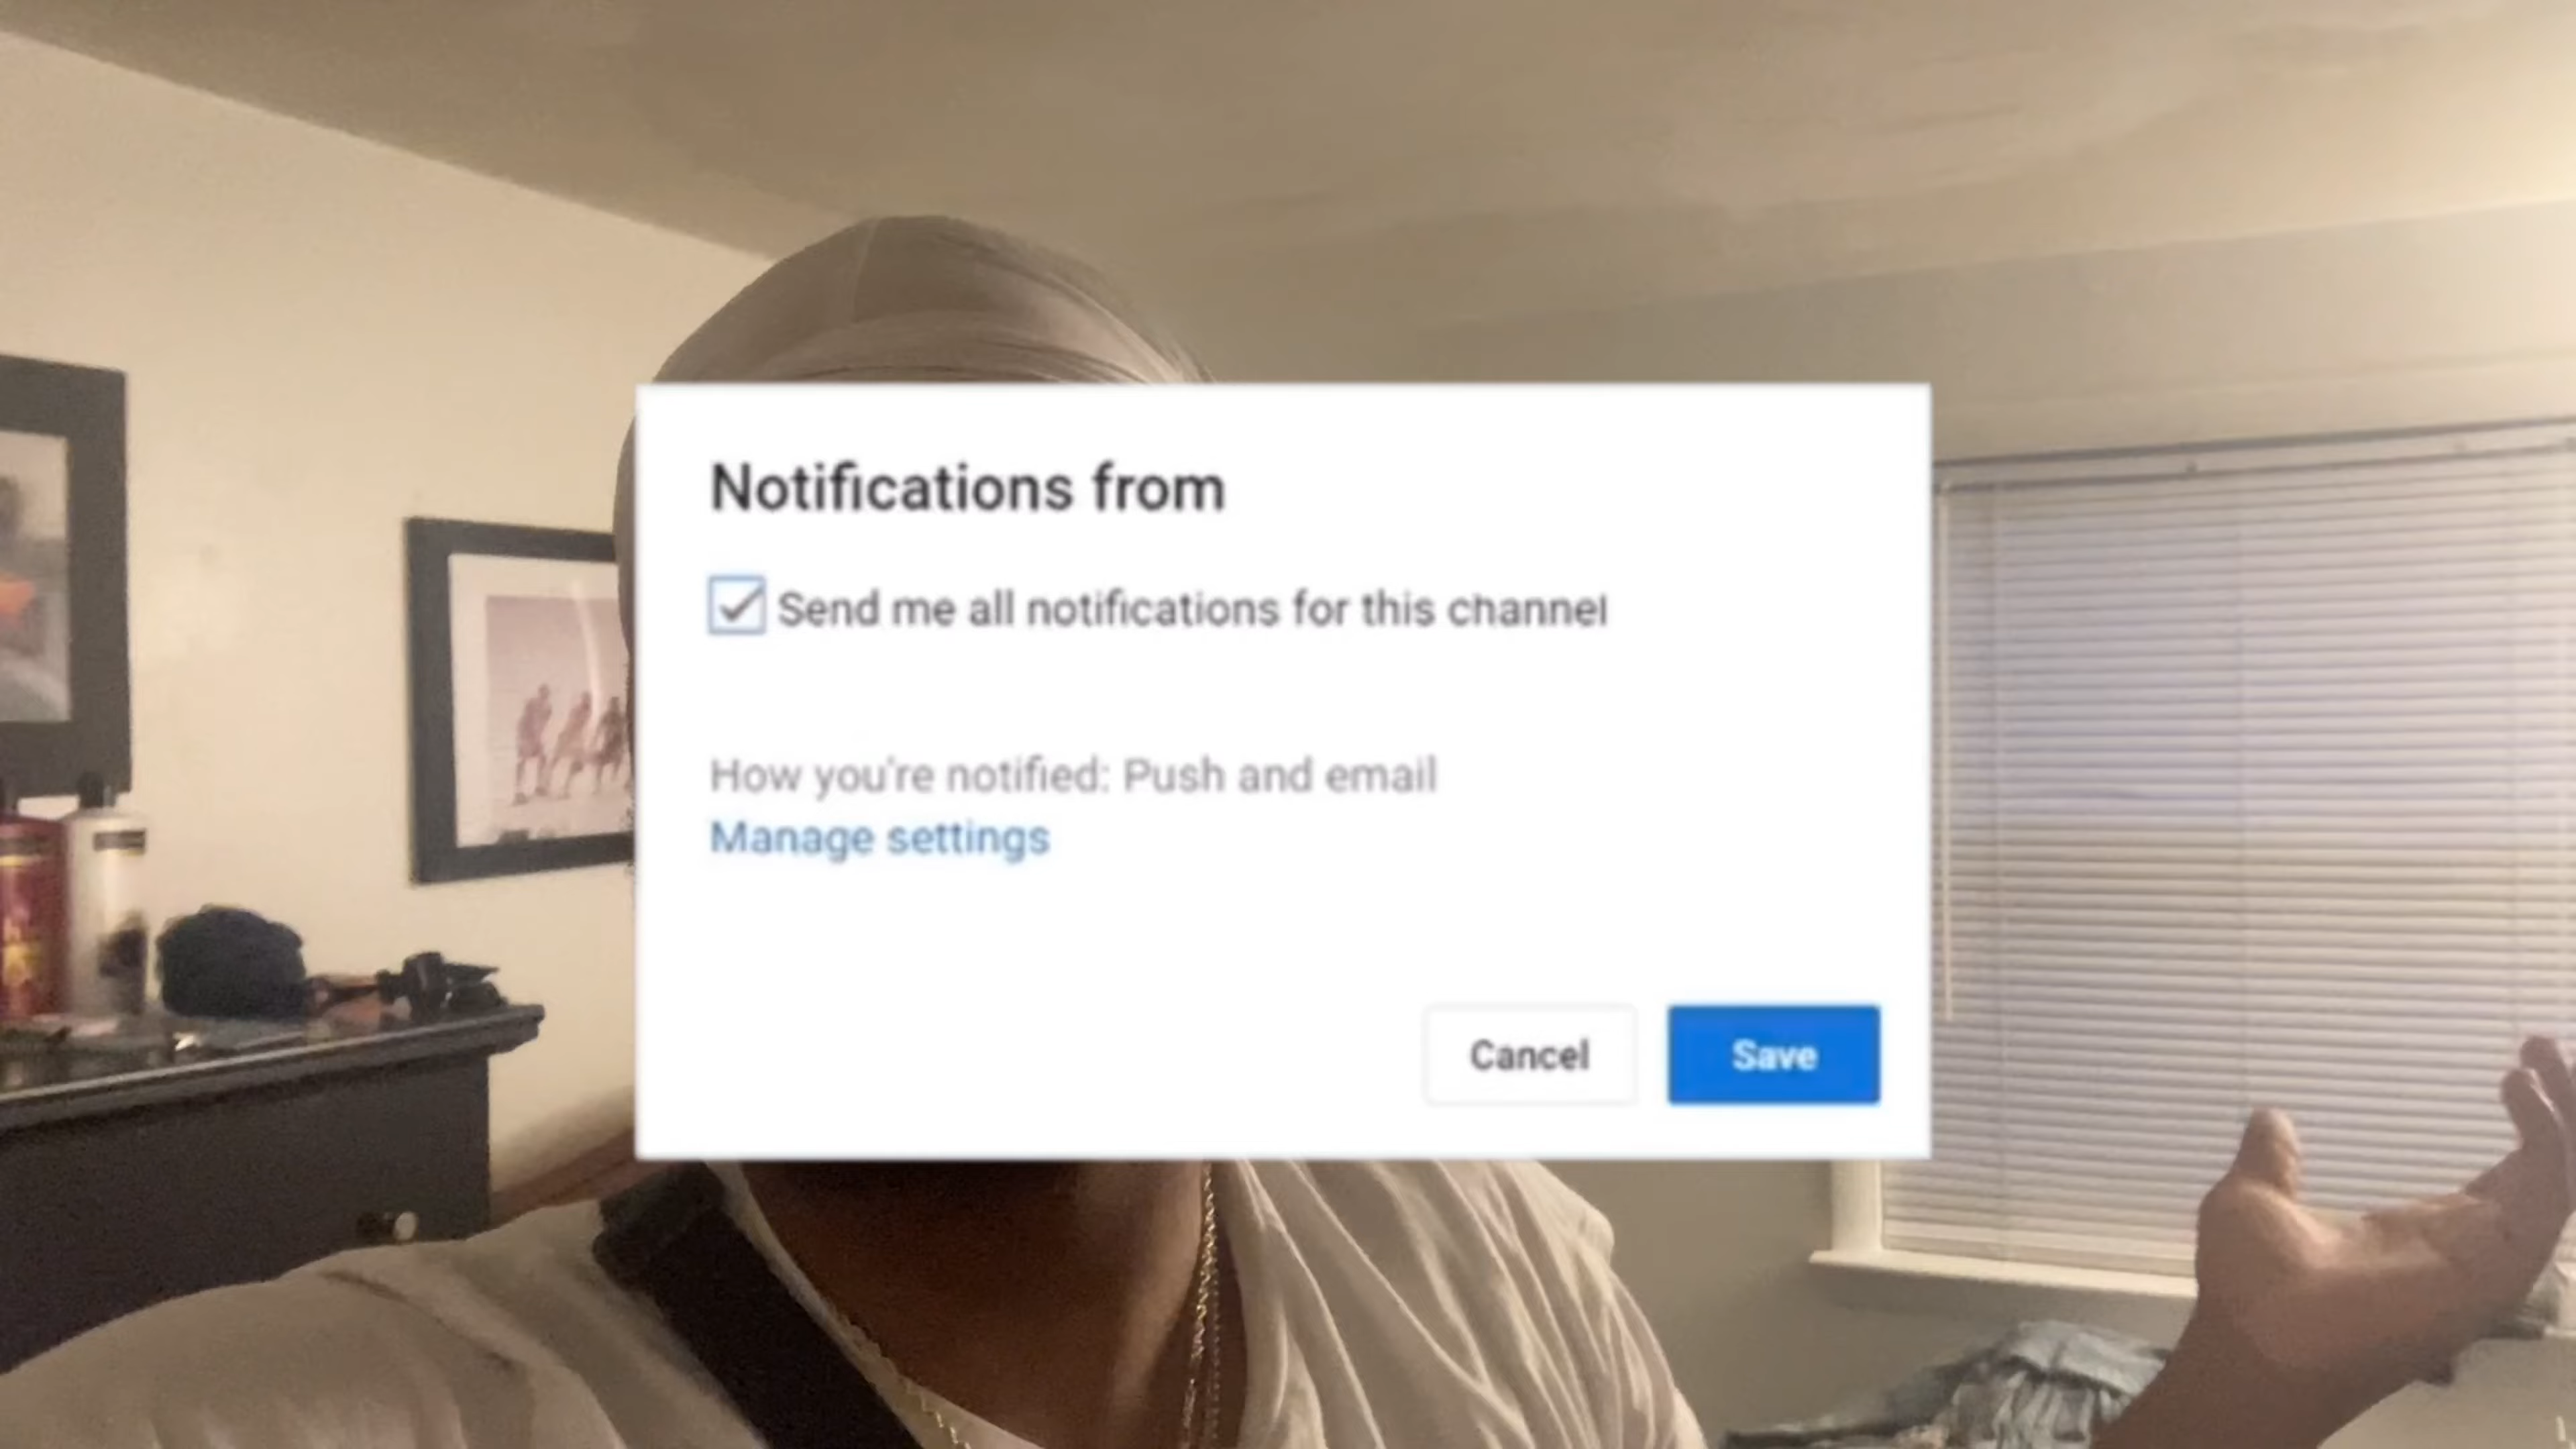 Notifications from
Send me all notifications for this channel
How you're notified: Push and email
Manage settings
Cancel
Save